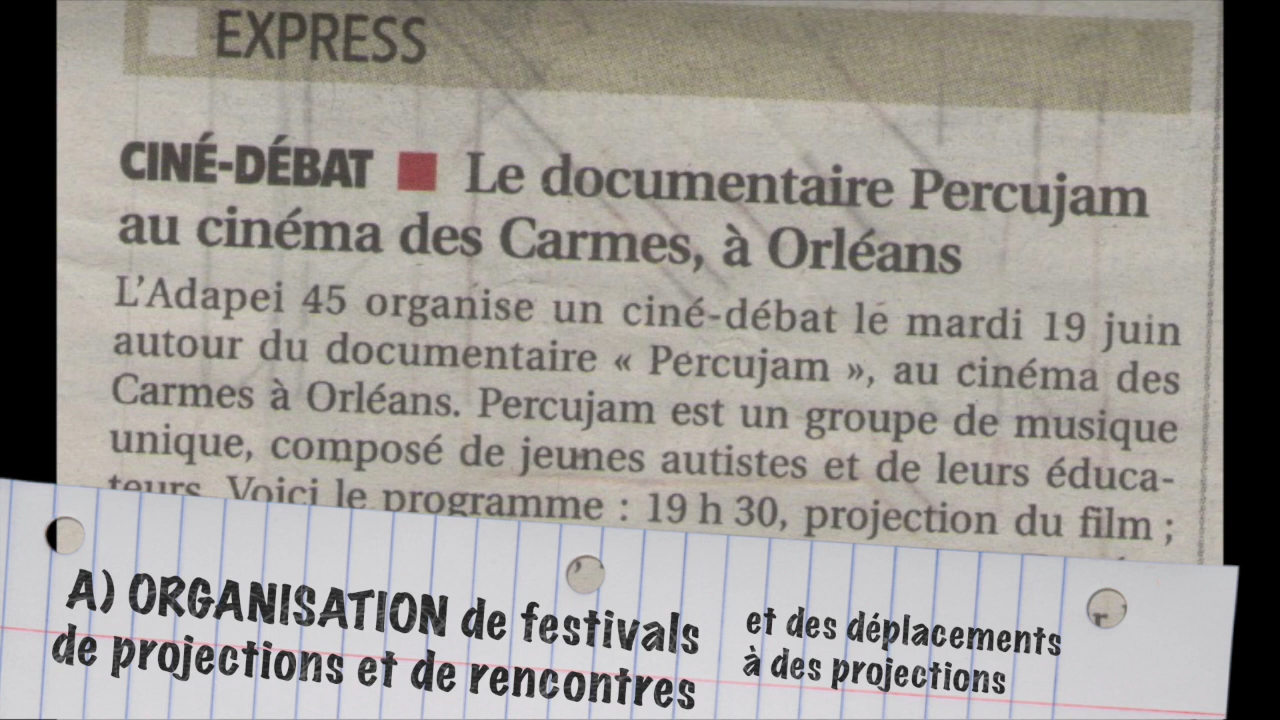 EXPRESS
CINÉ-DÉBAT ■ Le documentaire Percujam
au cinéma des Carmes, à Orléans
L'Adapei 45 organise un ciné-débat le mardi 19 juin
autour du documentaire « Percujam », au cinéma des
Carmes à Orléans. Percujam est un groupe de musique
unique, composé de jeunes autistes et de leurs éduca-
teurs. Voici le programme : 19 h 30, projection du film ;
A) ORGANISATION de festivals
de projections et de rencontres
et des déplacements
à des projections